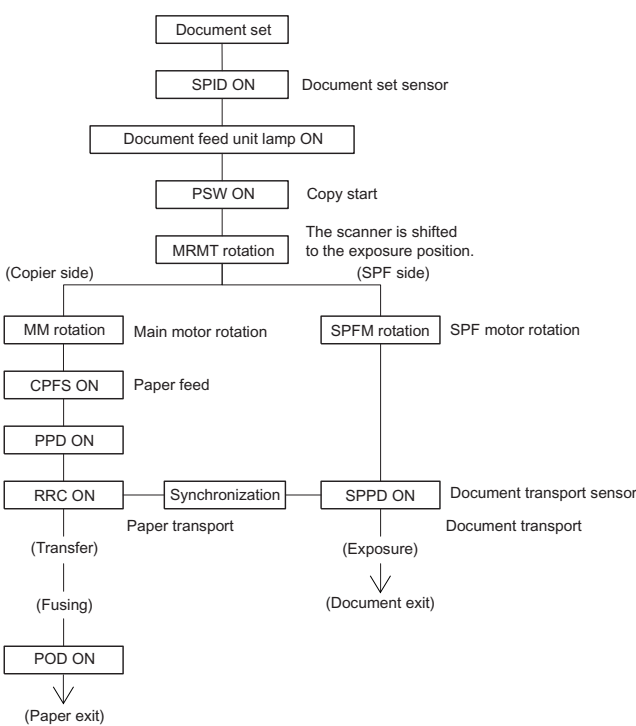 Document set
SPID ON
Document set sensor
Document feed unit lamp ON
PSW ON
Copy start
MRMT rotation
The scanner is shifted
to the exposure position.
(Copier side)
(SPF side)
MM rotation
Main motor rotation
SPFM rotation
SPF motor rotation
CPFS ON
Paper feed
PPD ON
RRC ON
Synchronization
SPPD ON
Document transport sensor
Paper transport
Document transport
(Transfer)
(Exposure)
(Fusing)
(Document exit)
POD ON
(Paper exit)